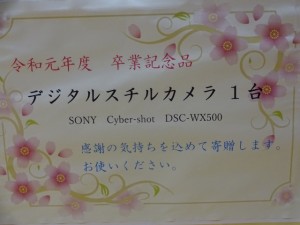 令和元年度 卒業記念品
デジタルスチルカメラ 1台
SONY Cyber-shot DSC-WX500
感謝の気持ちを込めて寄贈します。
お使いください。